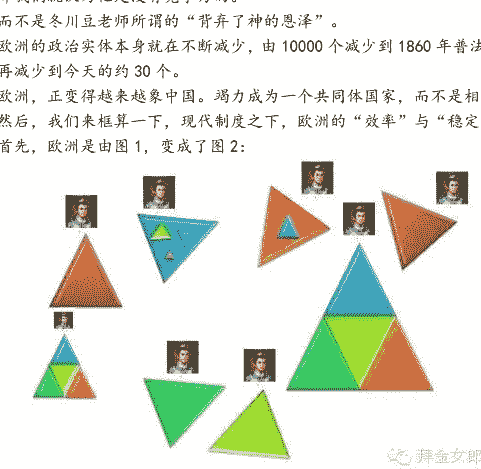 而不是冬川豆老师所谓的“背弃了神的恩泽”。
欧洲的政治实体本身就在不断减少，由10000个减少到1860年普法
再减少到今天的约30个。
欧洲，正变得越来越象中国。竭力成为一个共同体国家，而不是相
然后，我们来框算一下，现代制度之下，欧洲的“效率”与“稳定
首先，欧洲是由图1，变成了图2：
拜金女郎